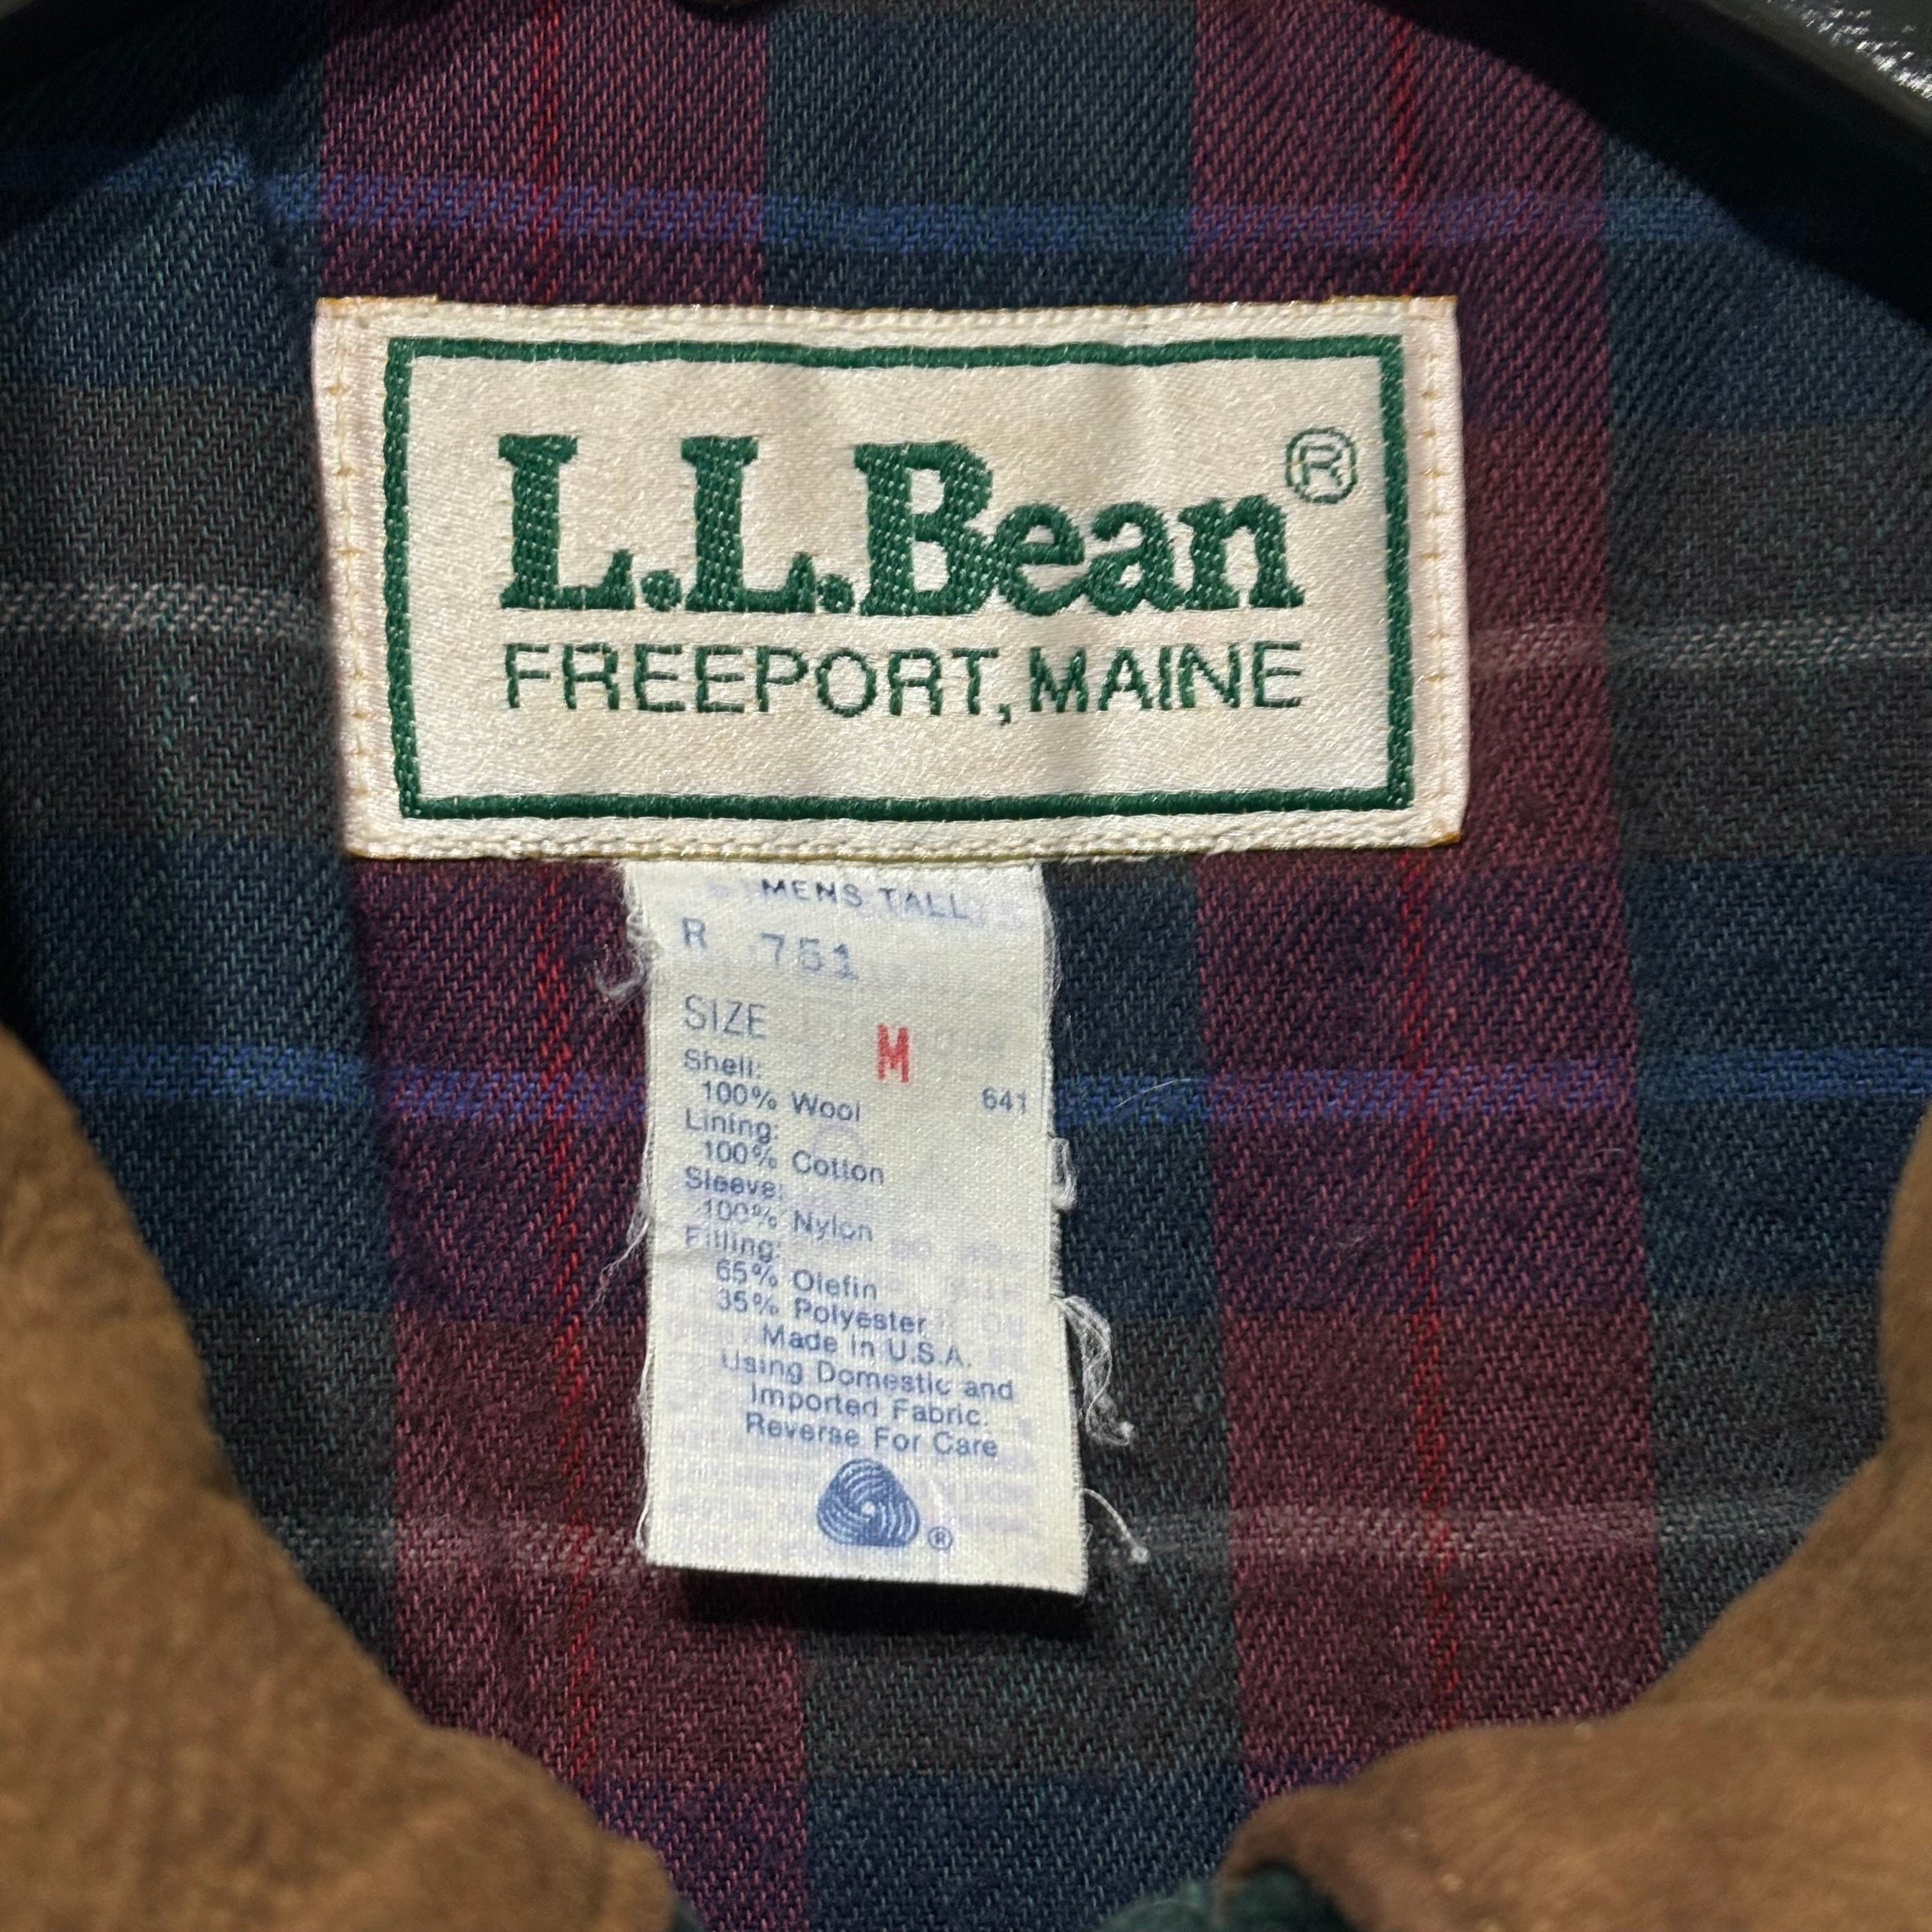 L.L.Bean®
FREEPORT, MAINE
MENS TALL
R 751
SIZE M
Shell:
100% Wool 641
Lining:
100% Cotton
Sleeve:
100% Nylon
Filling:
65% Olefin
35% Polyester
Made in U.S.A.
Using Domestic and
Imported Fabric.
Reverse For Care
®